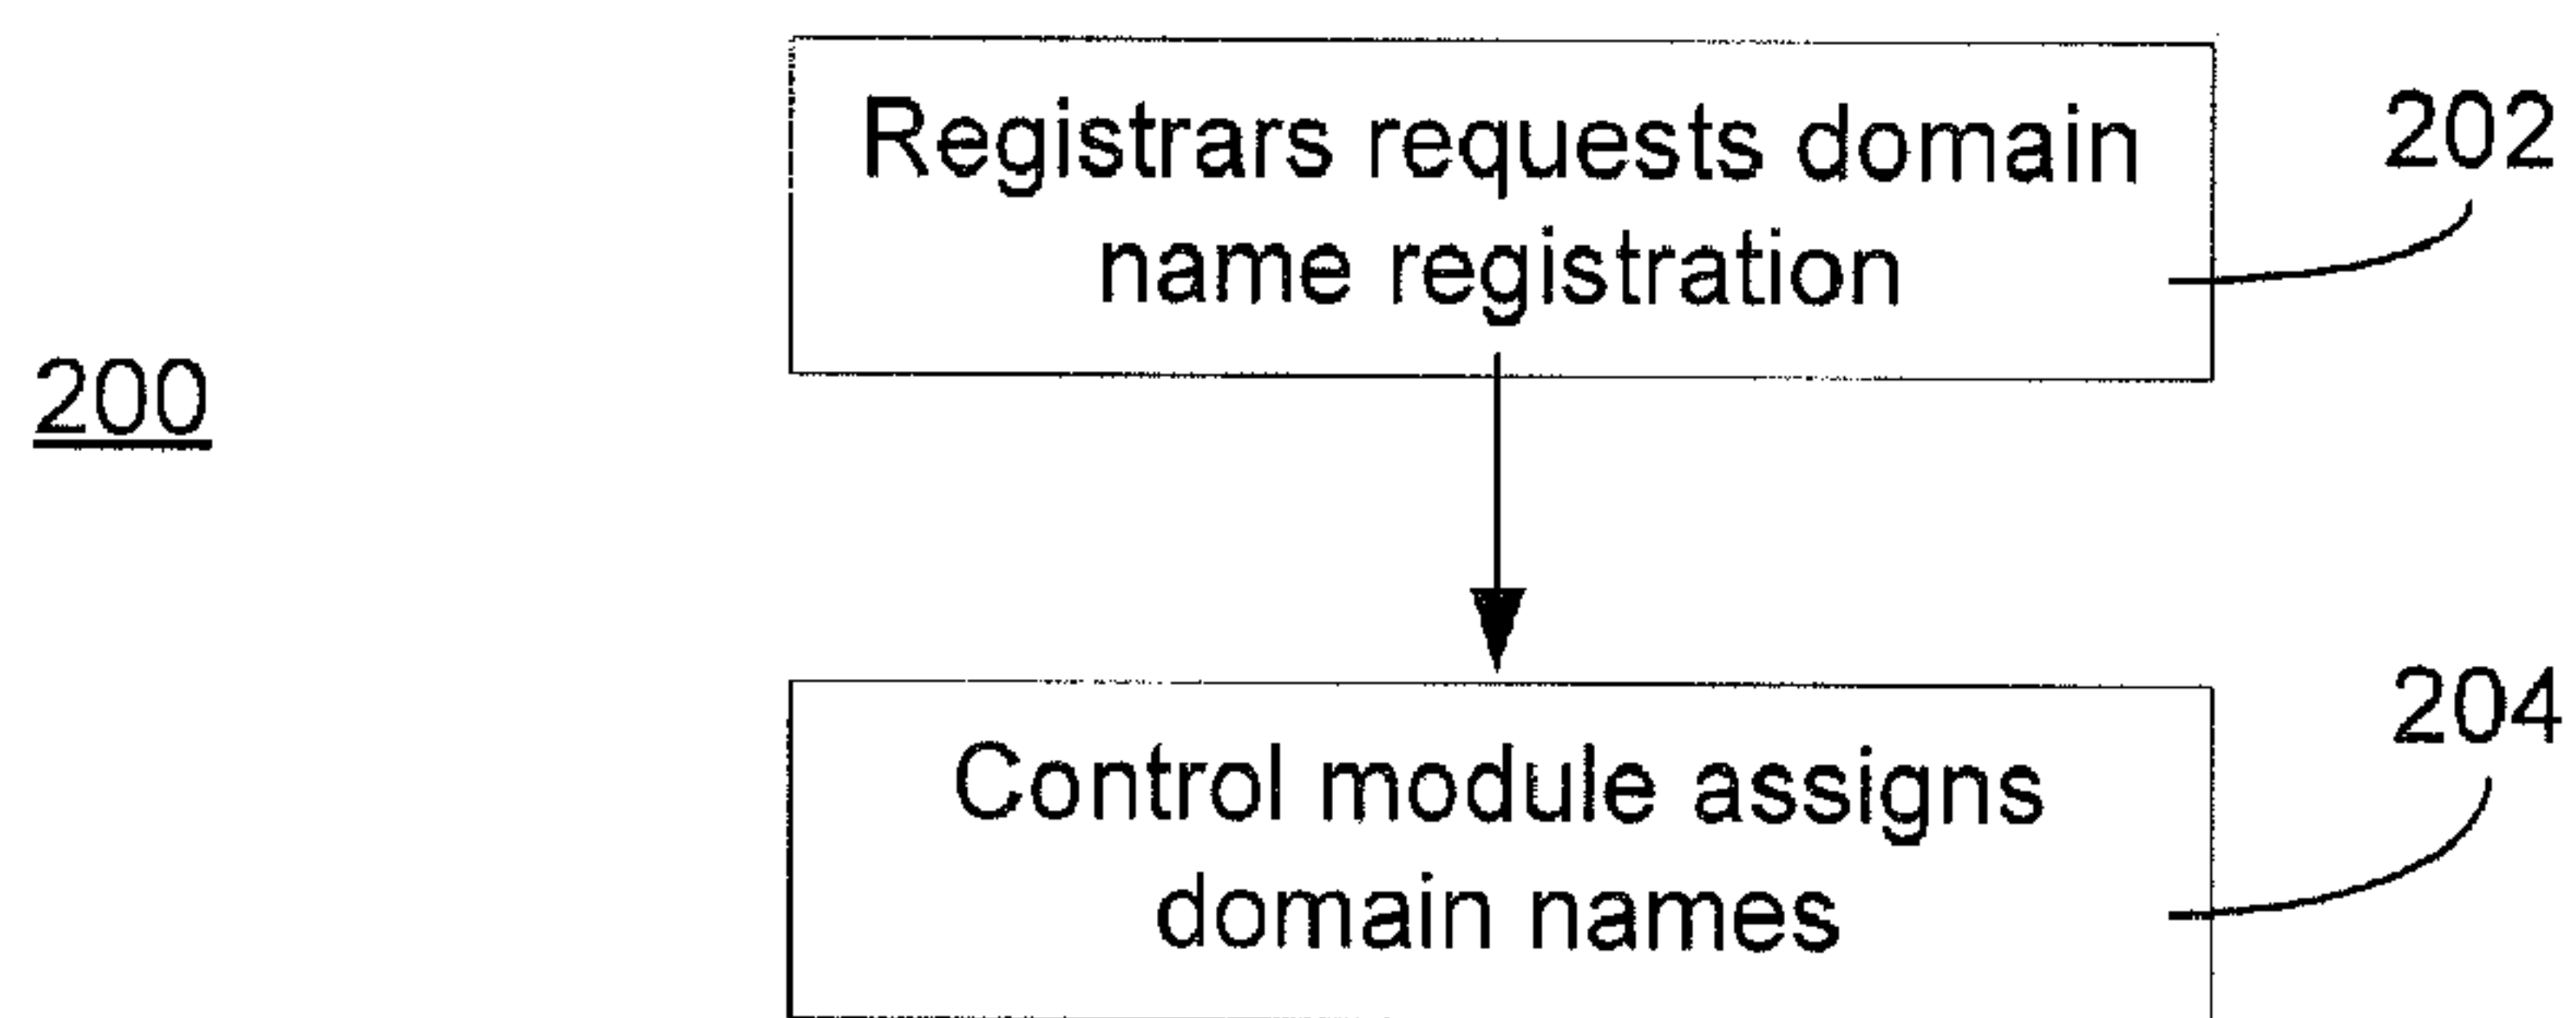 Registrars requests domain
name registration
202
200
Control module assigns
domain names
204